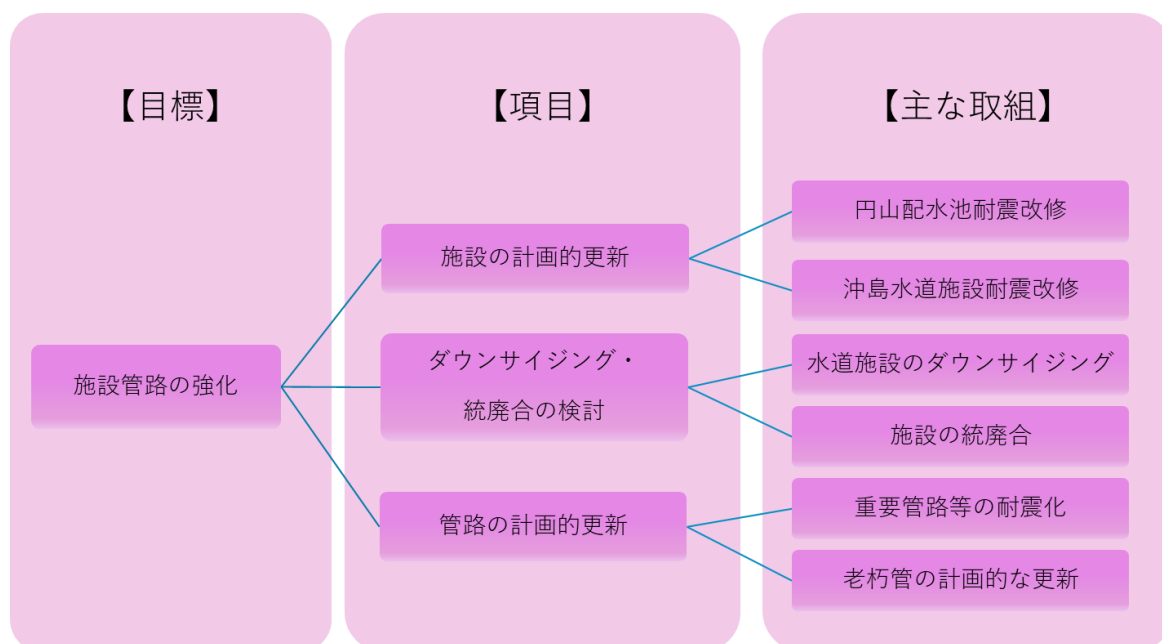 【目標】
【項目】
【主な取組】
施設管路の強化
施設の計画的更新
ダウンサイジング・
統廃合の検討
管路の計画的更新
円山配水池耐震改修
沖島水道施設耐震改修
水道施設のダウンサイジング
施設の統廃合
重要管路等の耐震化
老朽管の計画的な更新